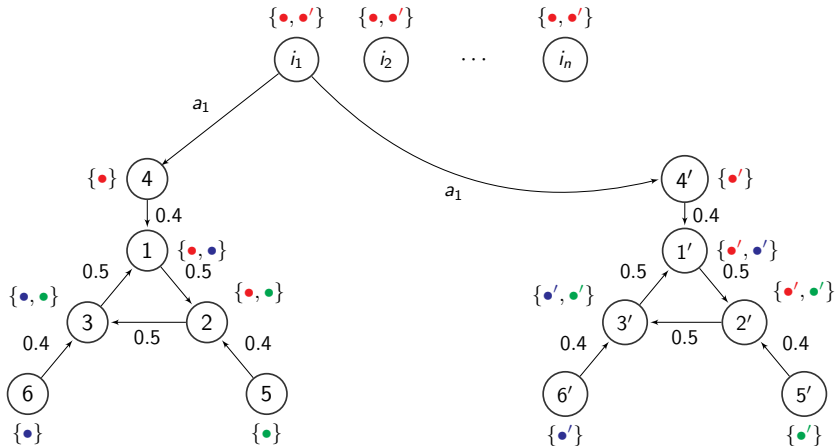 {•, •′} {•, •′} {•, •′}
i₁ i₂ ⋯ iₙ
a₁
{•} 4 4′ {•′}
a₁
0.4 0.4
1 {•, •} 1′ {•′, •′}
0.5 0.5 0.5 0.5
{•, •} {•, •} {•′, •′} {•′, •′}
3 2 3′ 2′
0.5 0.5
0.4 0.4 0.4 0.4
6 5 6′ 5′
{•} {•} {•′} {•′}